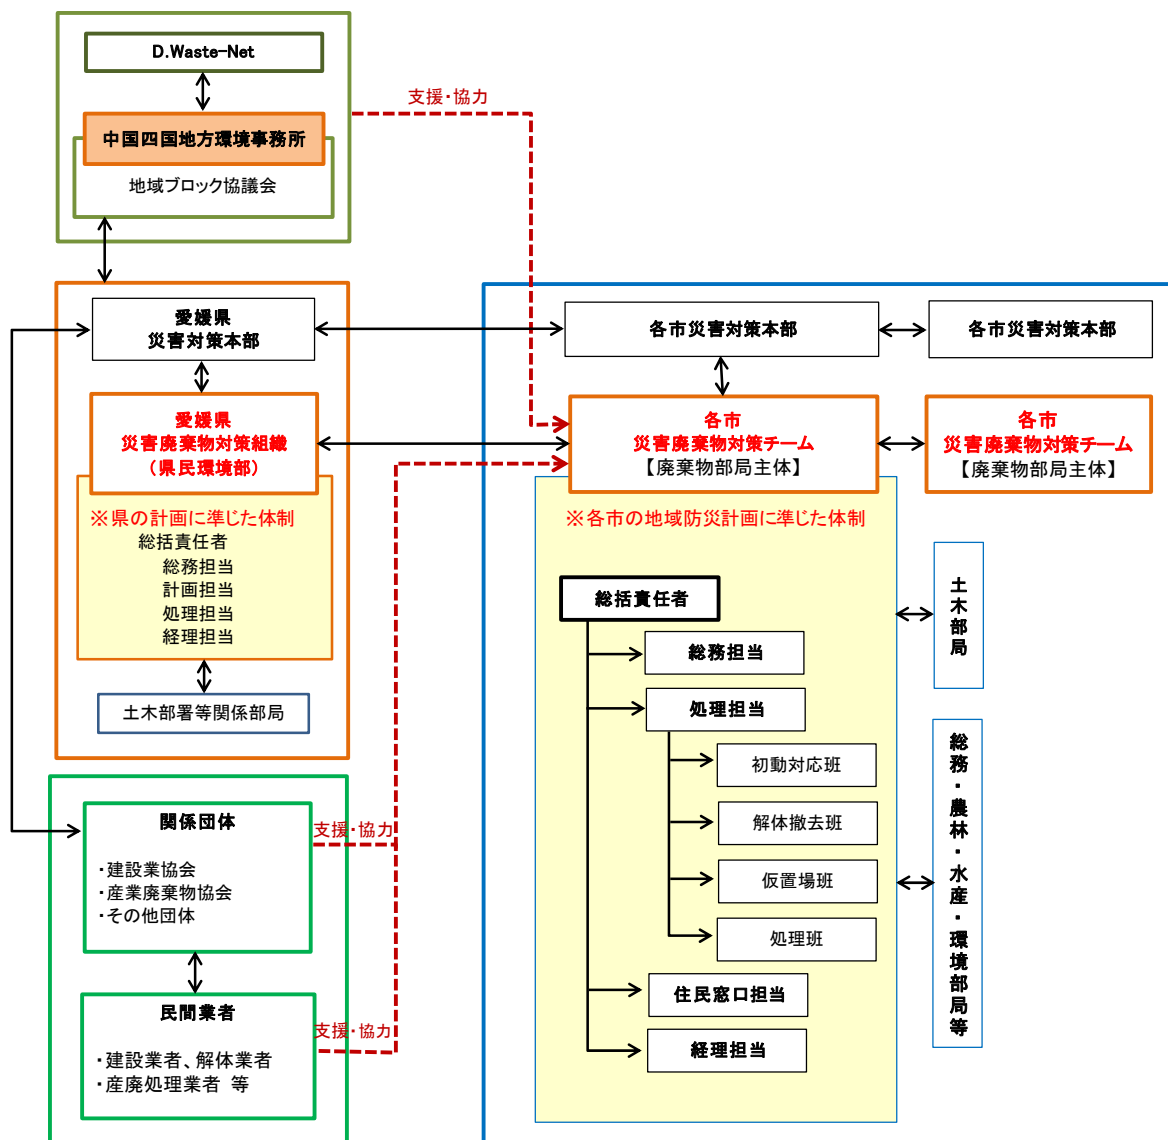 D.Waste-Net
中国四国地方環境事務所
地域ブロック協議会
支援・協力
愛媛県
災害対策本部
愛媛県
災害廃棄物対策組織
(県民環境部)
※県の計画に準じた体制
総括責任者
総務担当
計画担当
処理担当
経理担当
土木部署等関係部局
関係団体
・建設業協会
・産業廃棄物協会
・その他団体
支援・協力
民間業者
・建設業者、解体業者
・産廃処理業者 等
支援・協力
各市災害対策本部
各市災害対策本部
各市
災害廃棄物対策チーム
【廃棄物部局主体】
各市
災害廃棄物対策チーム
【廃棄物部局主体】
※各市の地域防災計画に準じた体制
総括責任者
総務担当
処理担当
初動対応班
解体撤去班
仮置場班
処理班
住民窓口担当
経理担当
土木部局
総務・農林・水産・環境部局等